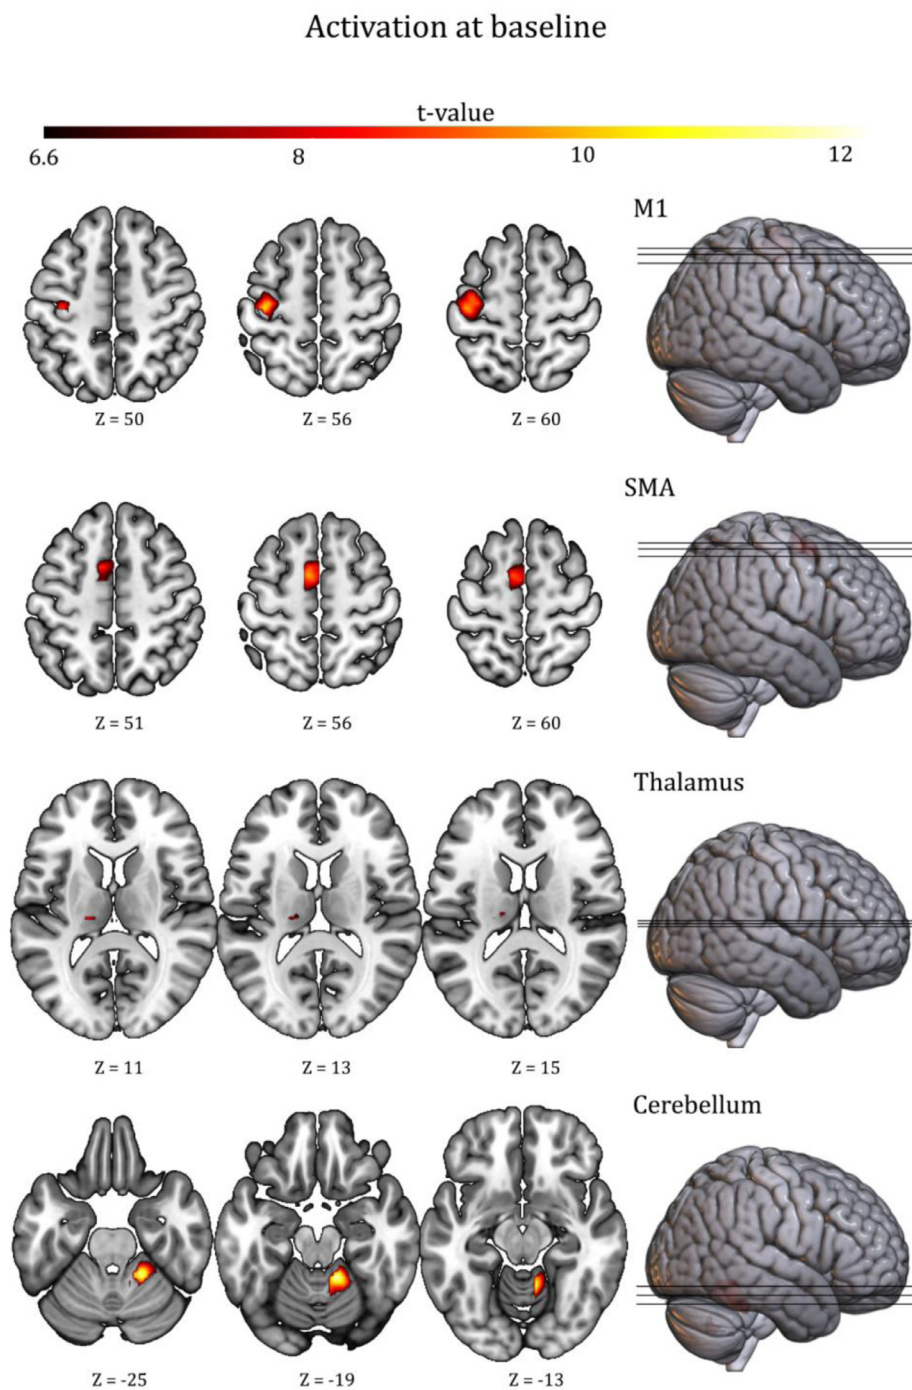 Activation at baseline
t-value
6.6 8 10 12
M1
Z = 50 Z = 56 Z = 60
SMA
Z = 51 Z = 56 Z = 60
Thalamus
Z = 11 Z = 13 Z = 15
Cerebellum
Z = -25 Z = -19 Z = -13